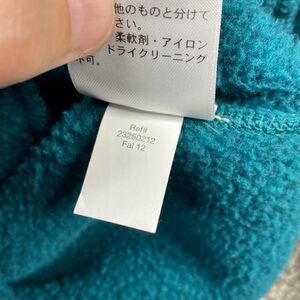 他のものと分けて
さい。
柔軟剤・アイロン
ドライクリーニング
不可。
Ref#
23250212
Fal 12